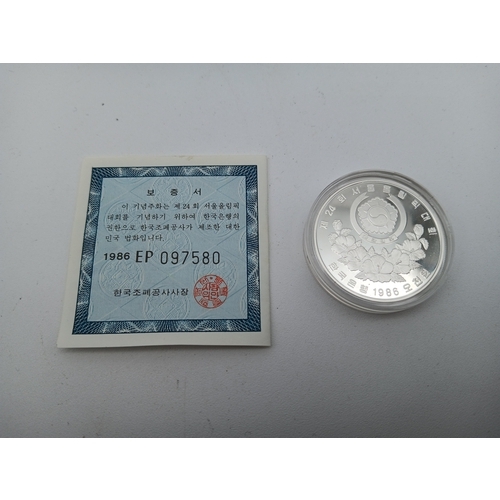 보증서
이 기념주화는 제24회 서울올림픽
대회를 기념하기 위하여 한국은행의
위탁으로 한국조폐공사가 제조한 대한
민국 법화입니다.
1986 EP 097580
한국조폐공사사장
제24회 서울올림픽대회
한국은행 1986 오천원